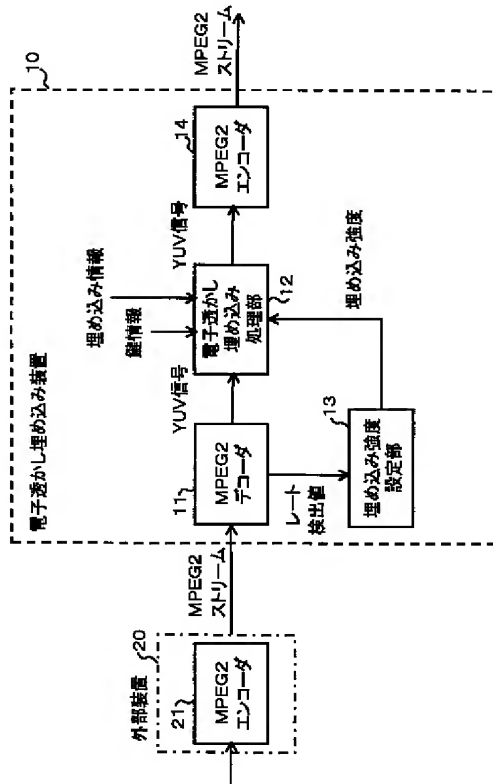 電子透かし埋め込み装置
10
外部装置
20
21
MPEG2
エンコーダ
MPEG2
ストリーム
11
MPEG2
デコーダ
レート
検出値
YUV信号
鍵情報
埋め込み情報
電子透かし
埋め込み
処理部
12
13
埋め込み強度
設定部
埋め込み強度
YUV信号
14
MPEG2
エンコーダ
MPEG2
ストリーム